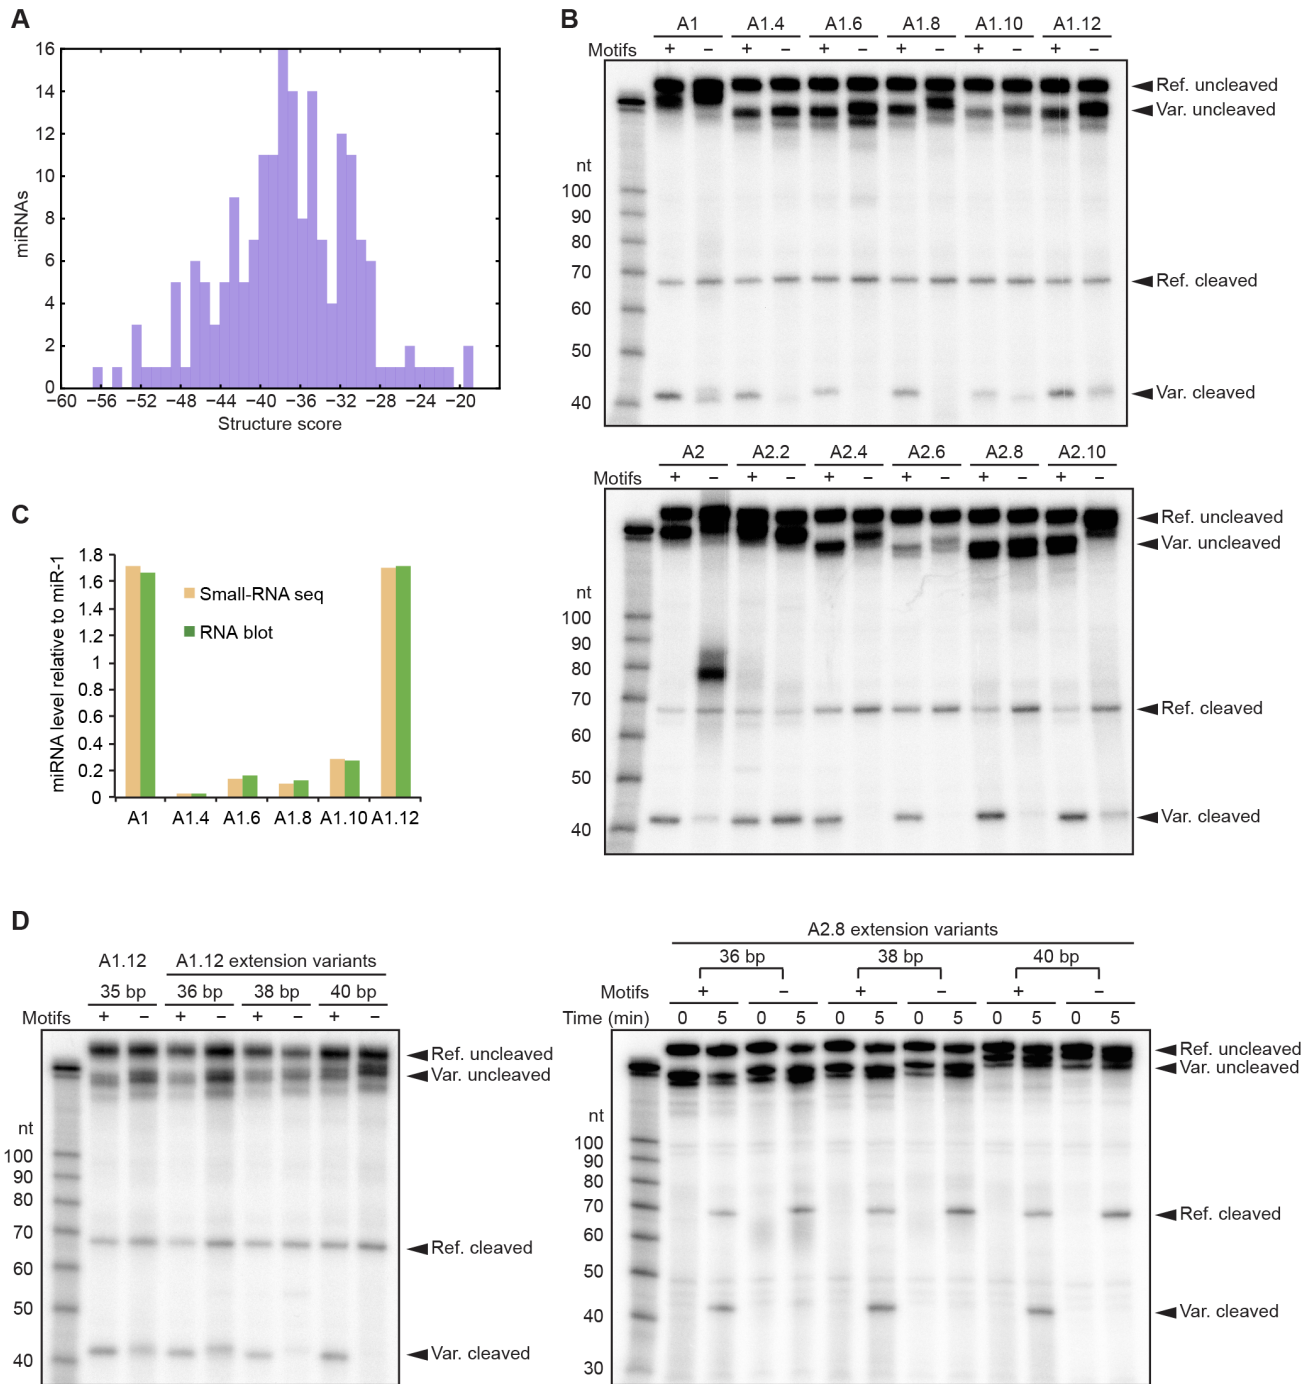 A
16
14
12
10
8
6
4
2
0
miRNAs
−60 −56 −52 −48 −44 −40 −36 −32 −28 −24 −20
Structure score
B
A1 A1.4 A1.6 A1.8 A1.10 A1.12
Motifs + − + − + − + − + − + −
Ref. uncleaved
Var. uncleaved
nt
100
90
80
70
60
50
40
Ref. cleaved
Var. cleaved
A2 A2.2 A2.4 A2.6 A2.8 A2.10
Motifs + − + − + − + − + − + −
Ref. uncleaved
Var. uncleaved
nt
100
90
80
70
60
50
40
Ref. cleaved
Var. cleaved
C
1.8
1.6
1.4
1.2
1
0.8
0.6
0.4
0.2
0
miRNA level relative to miR-1
Small-RNA seq
RNA blot
A1 A1.4 A1.6 A1.8 A1.10 A1.12
D
A1.12 A1.12 extension variants
35 bp 36 bp 38 bp 40 bp
Motifs + − + − + − + −
Ref. uncleaved
Var. uncleaved
nt
100
90
80
70
60
50
40
Ref. cleaved
Var. cleaved
A2.8 extension variants
36 bp 38 bp 40 bp
Motifs + − + − + −
Time (min) 0 5 0 5 0 5 0 5 0 5 0 5
Ref. uncleaved
Var. uncleaved
nt
100
90
80
70
60
50
40
30
Ref. cleaved
Var. cleaved